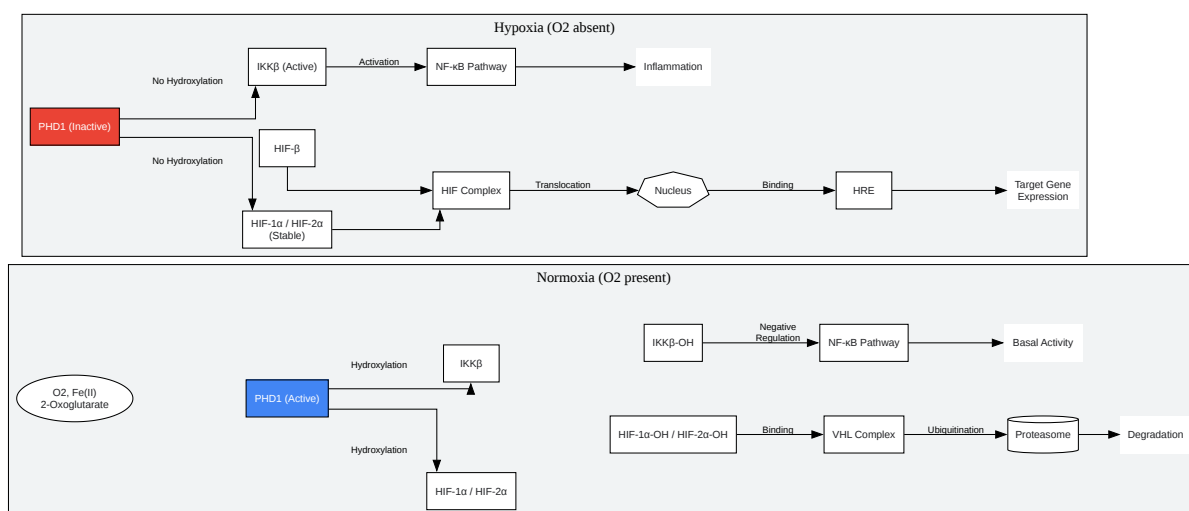 Hypoxia (O2 absent)
IKKβ (Active)
Activation
NF-κB Pathway
Inflammation
No Hydroxylation
PHD1 (Inactive)
No Hydroxylation
HIF-β
HIF Complex
Translocation
Nucleus
Binding
HRE
Target Gene
Expression
HIF-1α / HIF-2α
(Stable)
Normoxia (O2 present)
IKKβ-OH
Negative
Regulation
NF-κB Pathway
Basal Activity
Hydroxylation
IKKβ
O2, Fe(II)
2-Oxoglutarate
PHD1 (Active)
Hydroxylation
HIF-1α / HIF-2α
HIF-1α-OH / HIF-2α-OH
Binding
VHL Complex
Ubiquitination
Proteasome
Degradation